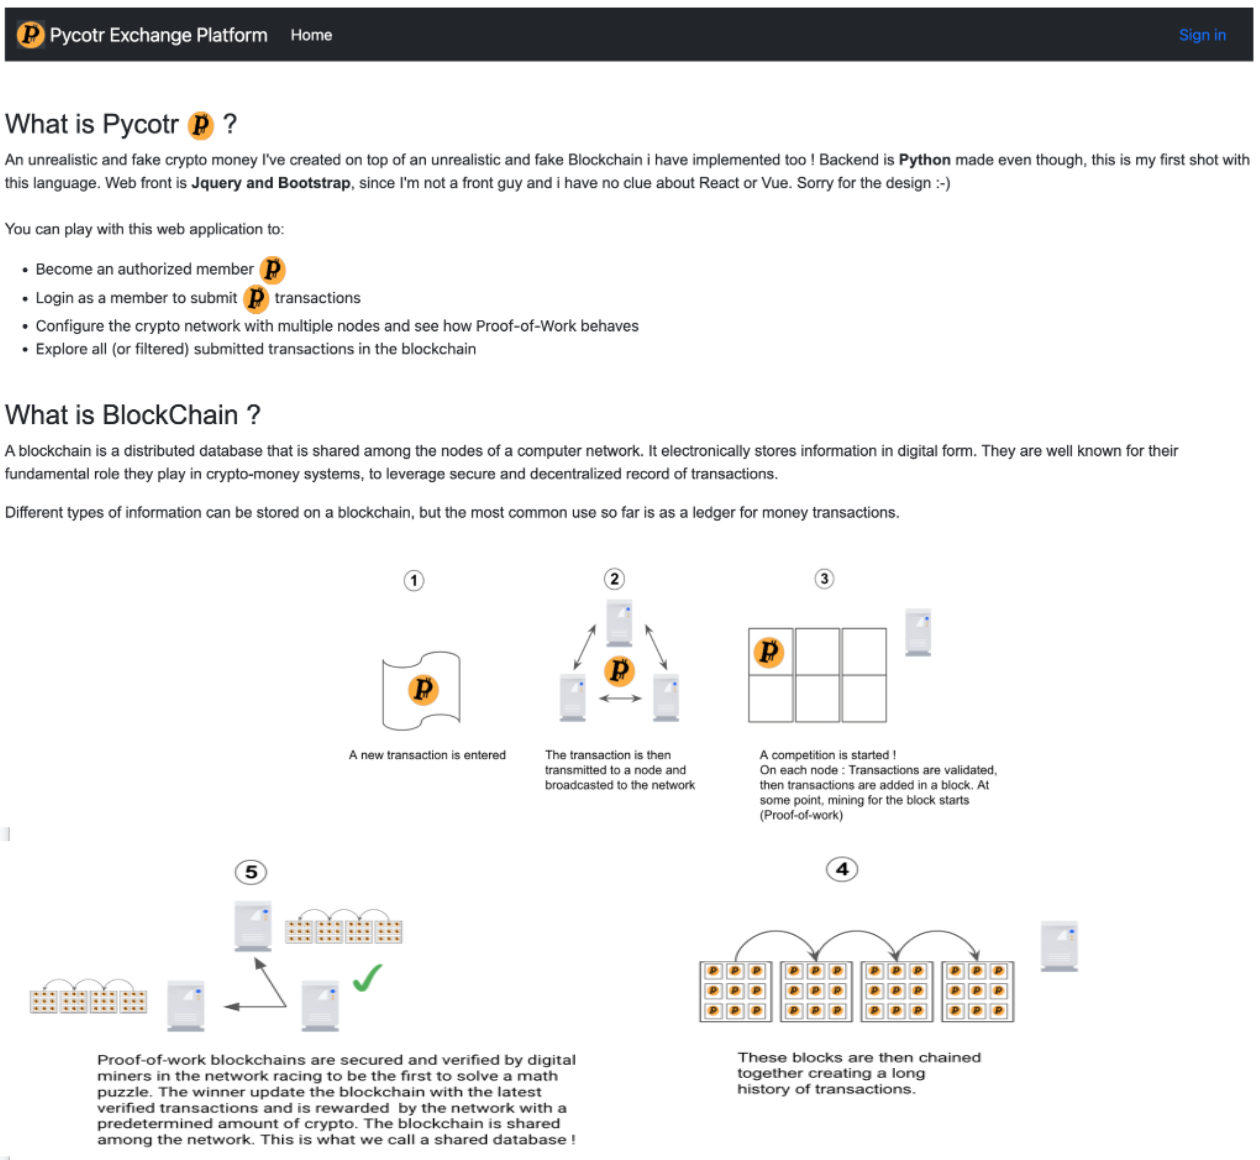 Pycotr Exchange Platform Home Sign in
What is Pycotr ?
An unrealistic and fake crypto money I've created on top of an unrealistic and fake Blockchain i have implemented too ! Backend is Python made even though, this is my first shot with
this language. Web front is Jquery and Bootstrap, since I'm not a front guy and i have no clue about React or Vue. Sorry for the design :-)
You can play with this web application to:
• Become an authorized member
• Login as a member to submit transactions
• Configure the crypto network with multiple nodes and see how Proof-of-Work behaves
• Explore all (or filtered) submitted transactions in the blockchain
What is BlockChain ?
A blockchain is a distributed database that is shared among the nodes of a computer network. It electronically stores information in digital form. They are well known for their
fundamental role they play in crypto-money systems, to leverage secure and decentralized record of transactions.
Different types of information can be stored on a blockchain, but the most common use so far is as a ledger for money transactions.
1
A new transaction is entered
2
The transaction is then
transmitted to a node and
broadcasted to the network
3
A competition is started !
On each node : Transactions are validated,
then transactions are added in a block. At
some point, mining for the block starts
(Proof-of-work)
5
Proof-of-work blockchains are secured and verified by digital
miners in the network racing to be the first to solve a math
puzzle. The winner update the blockchain with the latest
verified transactions and is rewarded by the network with a
predetermined amount of crypto. The blockchain is shared
among the network. This is what we call a shared database !
4
These blocks are then chained
together creating a long
history of transactions.